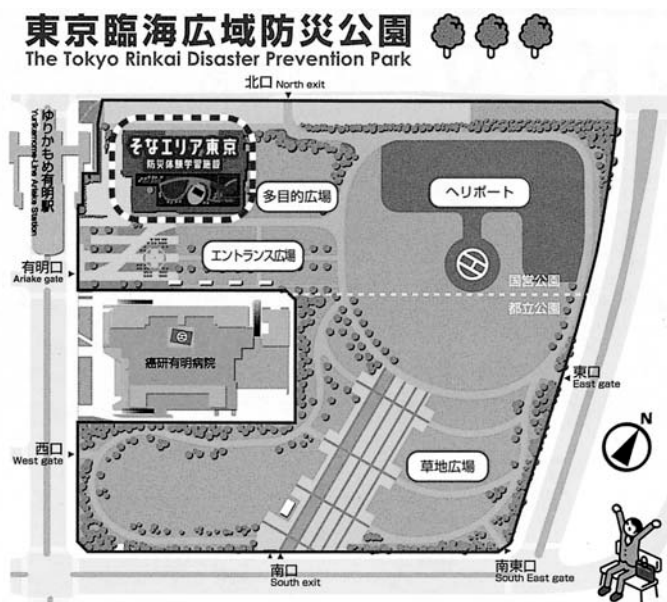 東京臨海広域防災公園
The Tokyo Rinkai Disaster Prevention Park
北口 North exit
ゆりかもめ有明駅
Yurikamome-Line Ariake Station
そなエリア東京
防災体験学習施設
多目的広場
ヘリポート
エントランス広場
有明口
Ariake gate
国営公園
都立公園
癌研有明病院
東口
East gate
N
西口
West gate
草地広場
南口
South exit
南東口
South East gate